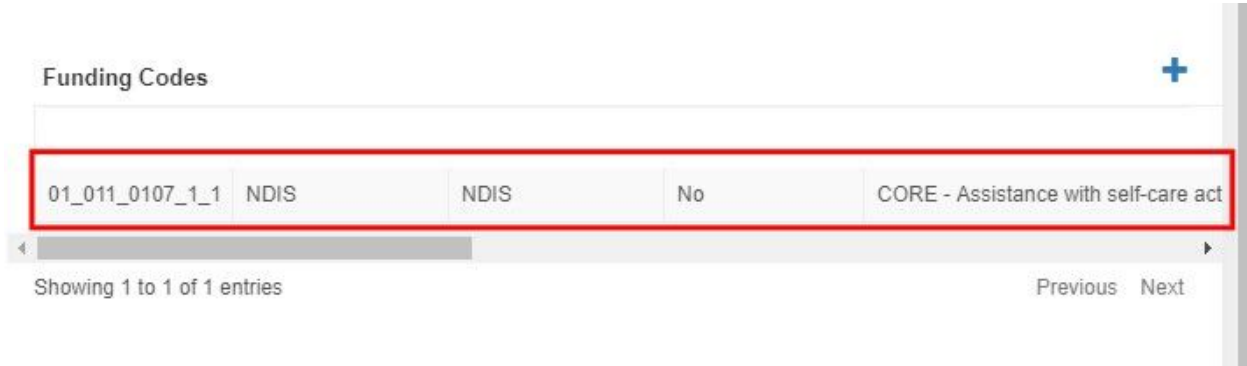 Funding Codes
01_011_0107_1_1 NDIS NDIS No CORE - Assistance with self-care act
Showing 1 to 1 of 1 entries Previous Next